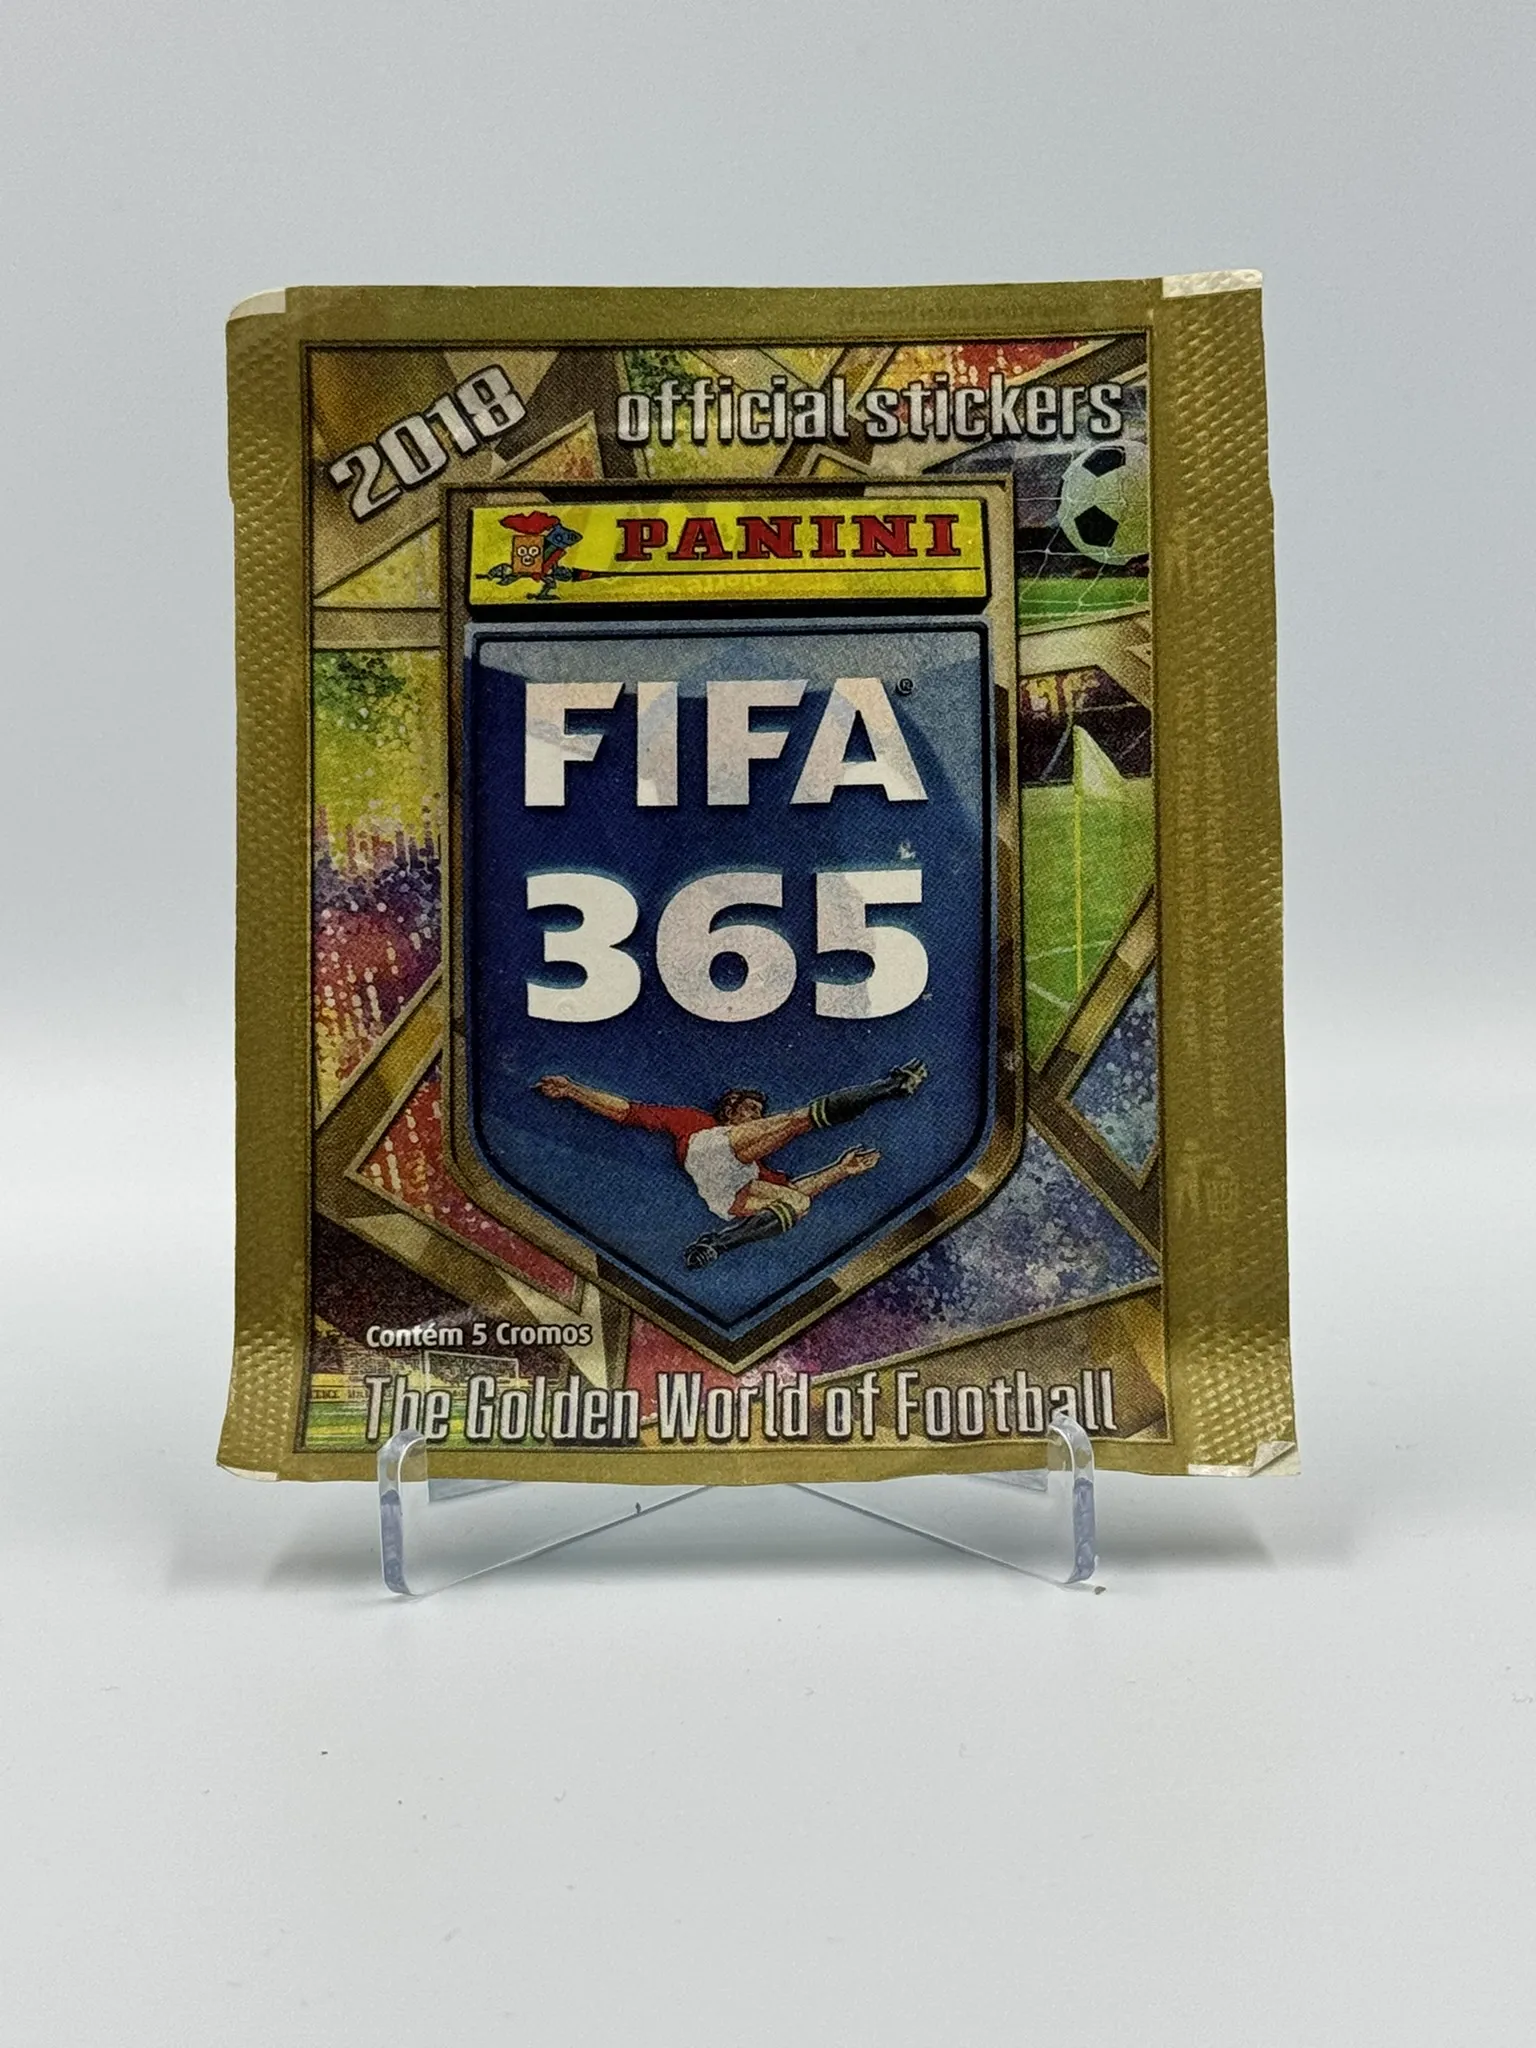 2018
official stickers
PANINI
FIFA®
365
Contém 5 Cromos
The Golden World of Football